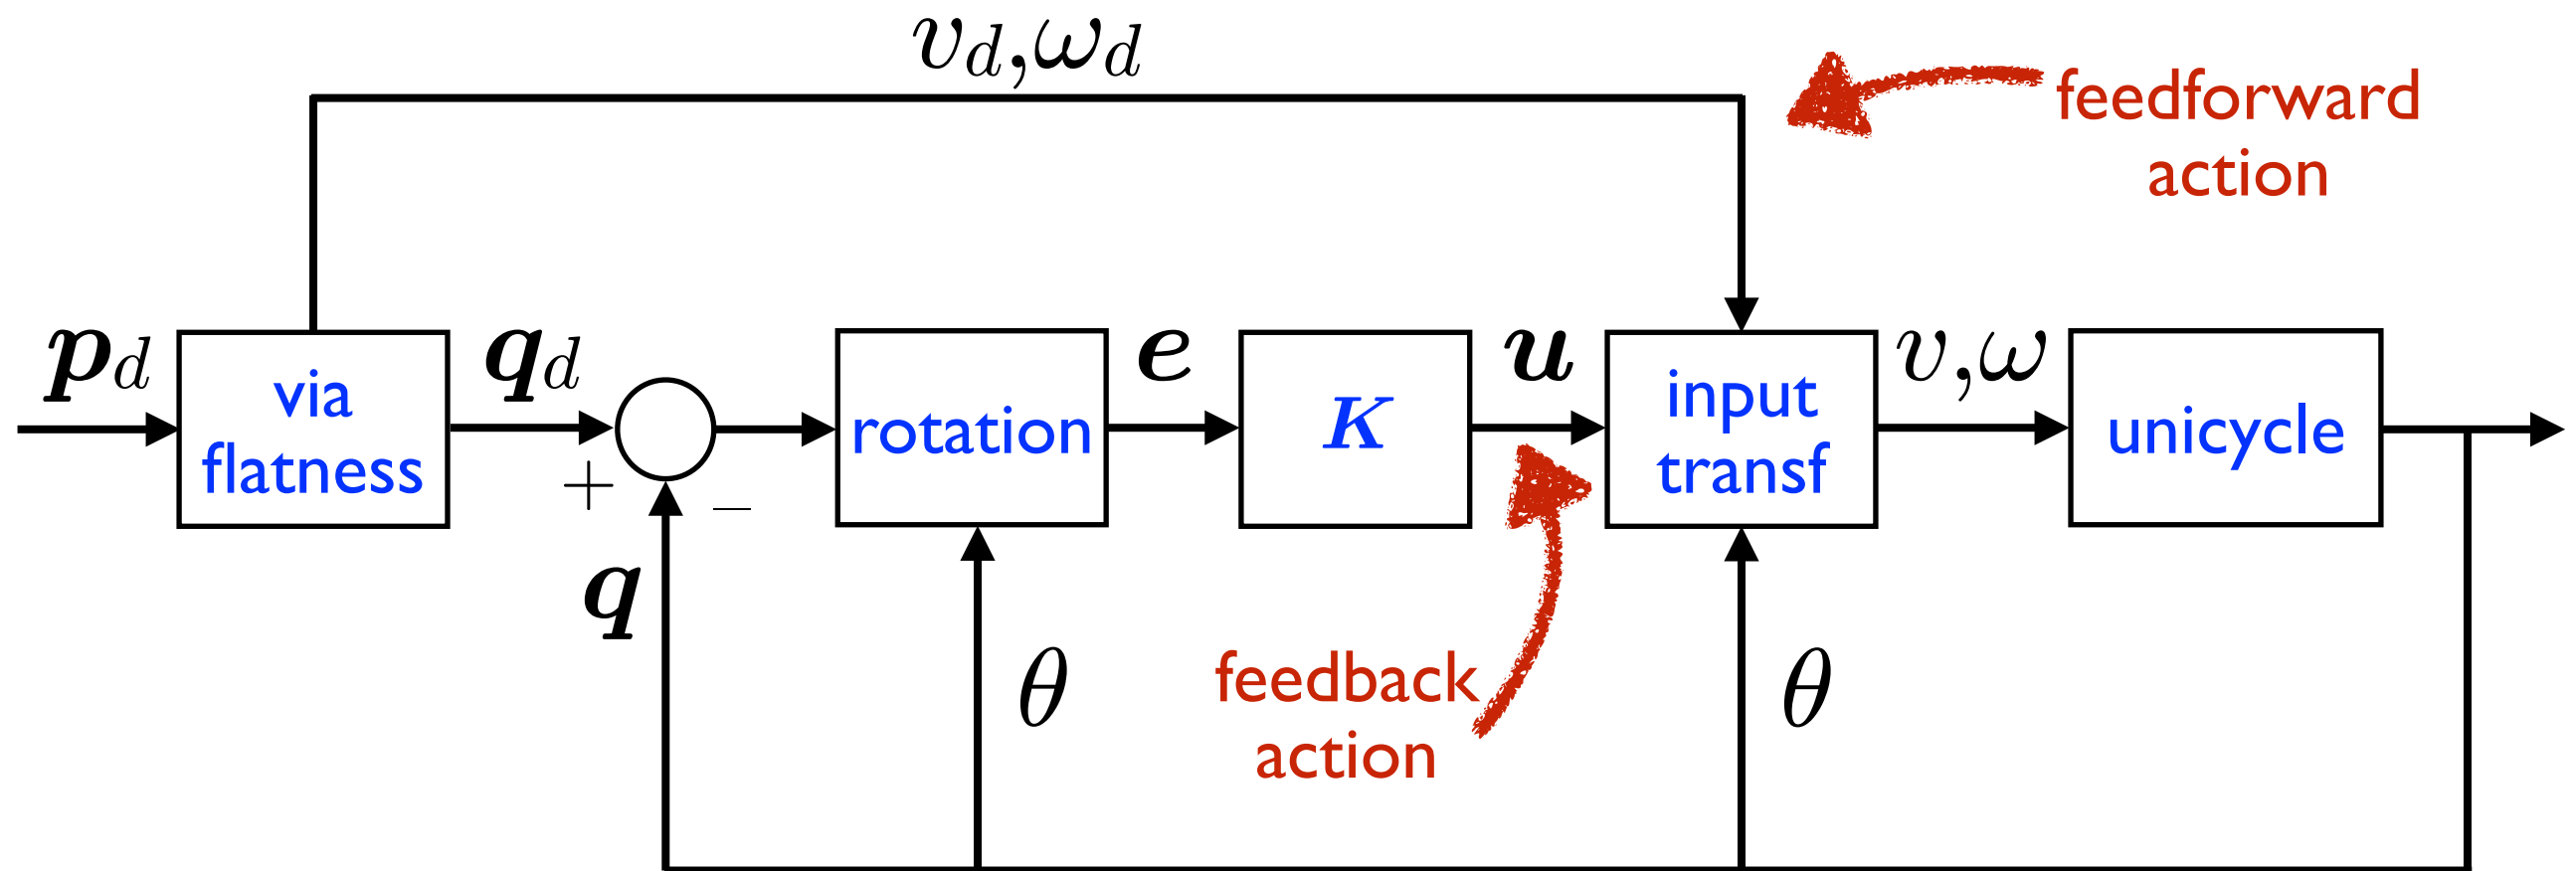 v_d,ω_d
feedforward
action
p_d
via
flatness
q_d
+
−
rotation
e
K
u
input
transf
v,ω
unicycle
q
θ
feedback
action
θ